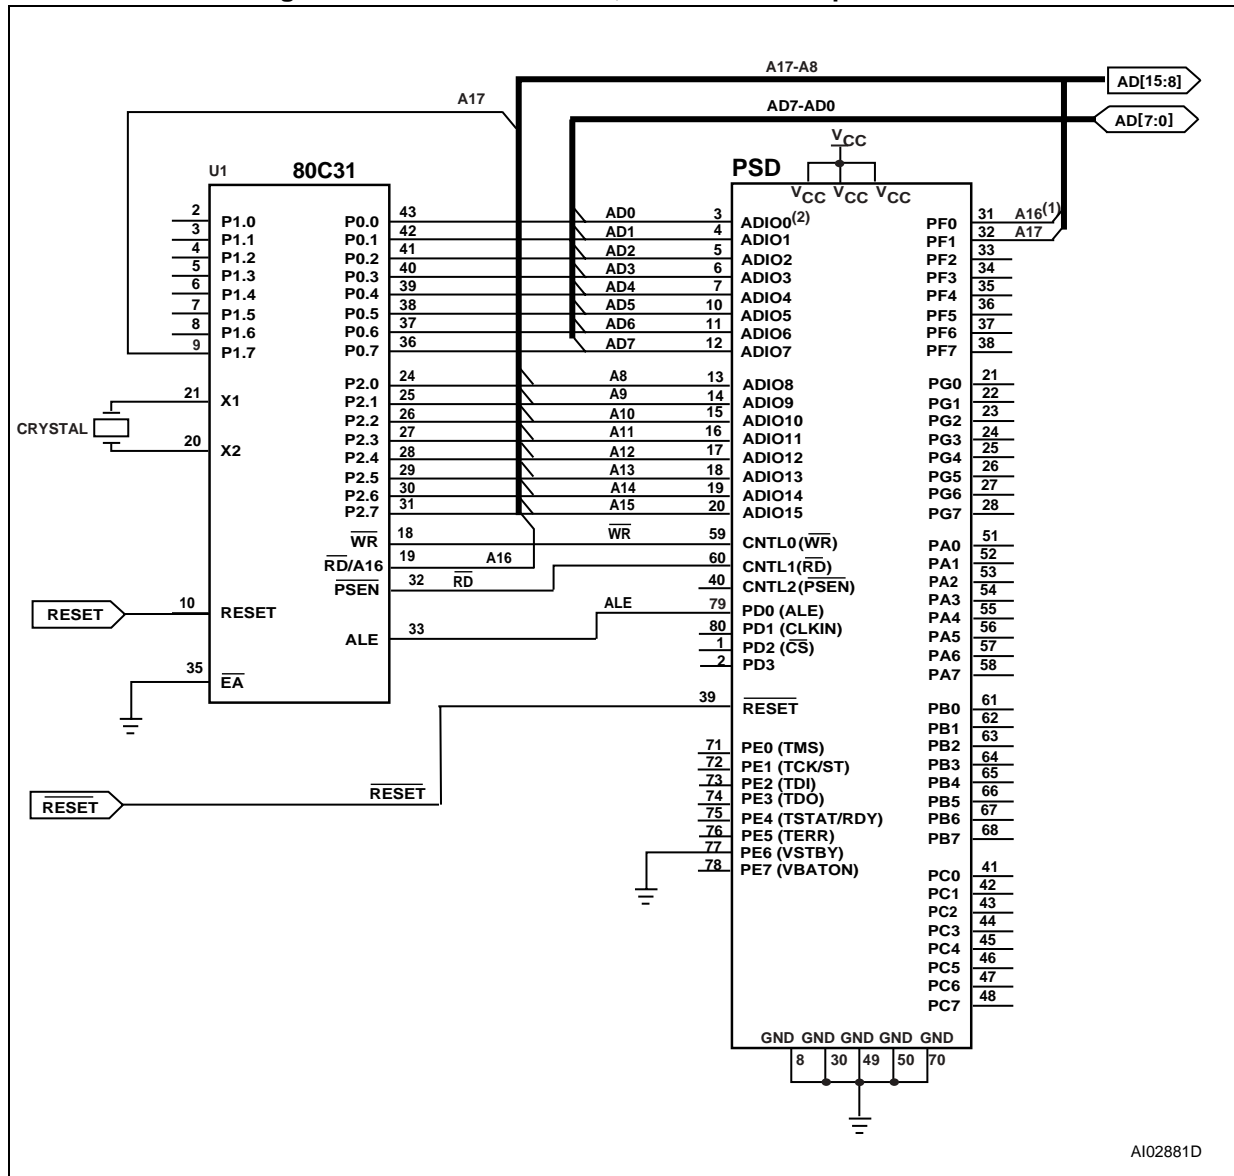 A17-A8
AD[15:8]
A17
AD7-AD0
AD[7:0]
VCC
U1
80C31
PSD
VCC VCC VCC
2 P1.0
3 P1.1
4 P1.2
5 P1.3
6 P1.4
7 P1.5
8 P1.6
9 P1.7
21 X1
CRYSTAL
20 X2
P0.0 43 AD0 3 ADIO0(2)
P0.1 42 AD1 4 ADIO1
P0.2 41 AD2 5 ADIO2
P0.3 40 AD3 6 ADIO3
P0.4 39 AD4 7 ADIO4
P0.5 38 AD5 10 ADIO5
P0.6 37 AD6 11 ADIO6
P0.7 36 AD7 12 ADIO7
P2.0 24 A8 13 ADIO8
P2.1 25 A9 14 ADIO9
P2.2 26 A10 15 ADIO10
P2.3 27 A11 16 ADIO11
P2.4 28 A12 17 ADIO12
P2.5 29 A13 18 ADIO13
P2.6 30 A14 19 ADIO14
P2.7 31 A15 20 ADIO15
WR 18 WR 59 CNTL0(WR)
RD/A16 19 A16 60 CNTL1(RD)
PSEN 32 RD 40 CNTL2(PSEN)
RESET 10 RESET
ALE 33 ALE 79 PD0 (ALE)
80 PD1 (CLKIN)
1 PD2 (CS)
2 PD3
35 EA
39 RESET
RESET RESET
71 PE0 (TMS)
72 PE1 (TCK/ST)
73 PE2 (TDI)
74 PE3 (TDO)
75 PE4 (TSTAT/RDY)
76 PE5 (TERR)
77 PE6 (VSTBY)
78 PE7 (VBATON)
PF0 31 A16(1)
PF1 32 A17
PF2 33
PF3 34
PF4 35
PF5 36
PF6 37
PF7 38
PG0 21
PG1 22
PG2 23
PG3 24
PG4 25
PG5 26
PG6 27
PG7 28
PA0 51
PA1 52
PA2 53
PA3 54
PA4 55
PA5 56
PA6 57
PA7 58
PB0 61
PB1 62
PB2 63
PB3 64
PB4 65
PB5 66
PB6 67
PB7 68
PC0 41
PC1 42
PC2 43
PC3 44
PC4 45
PC5 46
PC6 47
PC7 48
GND GND GND GND GND
8 30 49 50 70
AI02881D